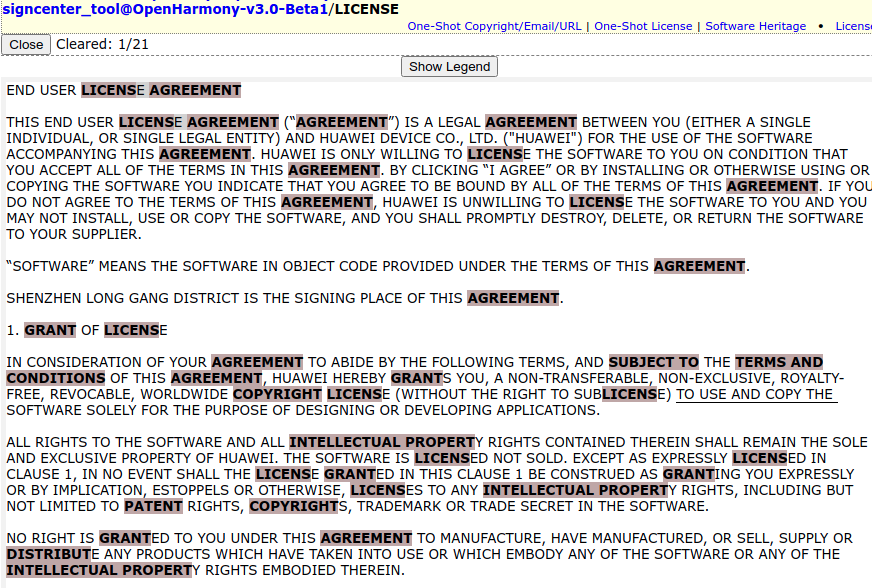 signcenter_tool@OpenHarmony-v3.0-Beta1/LICENSE
One-Shot Copyright/Email/URL | One-Shot License | Software Heritage • License
Close Cleared: 1/21
Show Legend
END USER LICENSE AGREEMENT
THIS END USER LICENSE AGREEMENT (“AGREEMENT”) IS A LEGAL AGREEMENT BETWEEN YOU (EITHER A SINGLE
INDIVIDUAL, OR SINGLE LEGAL ENTITY) AND HUAWEI DEVICE CO., LTD. ("HUAWEI") FOR THE USE OF THE SOFTWARE
ACCOMPANYING THIS AGREEMENT. HUAWEI IS ONLY WILLING TO LICENSE THE SOFTWARE TO YOU ON CONDITION THAT
YOU ACCEPT ALL OF THE TERMS IN THIS AGREEMENT. BY CLICKING “I AGREE” OR BY INSTALLING OR OTHERWISE USING OR
COPYING THE SOFTWARE YOU INDICATE THAT YOU AGREE TO BE BOUND BY ALL OF THE TERMS OF THIS AGREEMENT. IF YOU
DO NOT AGREE TO THE TERMS OF THIS AGREEMENT, HUAWEI IS UNWILLING TO LICENSE THE SOFTWARE TO YOU AND YOU
MAY NOT INSTALL, USE OR COPY THE SOFTWARE, AND YOU SHALL PROMPTLY DESTROY, DELETE, OR RETURN THE SOFTWARE
TO YOUR SUPPLIER.
“SOFTWARE” MEANS THE SOFTWARE IN OBJECT CODE PROVIDED UNDER THE TERMS OF THIS AGREEMENT.
SHENZHEN LONG GANG DISTRICT IS THE SIGNING PLACE OF THIS AGREEMENT.
1. GRANT OF LICENSE
IN CONSIDERATION OF YOUR AGREEMENT TO ABIDE BY THE FOLLOWING TERMS, AND SUBJECT TO THE TERMS AND
CONDITIONS OF THIS AGREEMENT, HUAWEI HEREBY GRANTS YOU, A NON-TRANSFERABLE, NON-EXCLUSIVE, ROYALTY-
FREE, REVOCABLE, WORLDWIDE COPYRIGHT LICENSE (WITHOUT THE RIGHT TO SUBLICENSE) TO USE AND COPY THE
SOFTWARE SOLELY FOR THE PURPOSE OF DESIGNING OR DEVELOPING APPLICATIONS.
ALL RIGHTS TO THE SOFTWARE AND ALL INTELLECTUAL PROPERTY RIGHTS CONTAINED THEREIN SHALL REMAIN THE SOLE
AND EXCLUSIVE PROPERTY OF HUAWEI. THE SOFTWARE IS LICENSED NOT SOLD. EXCEPT AS EXPRESSLY LICENSED IN
CLAUSE 1, IN NO EVENT SHALL THE LICENSE GRANTED IN THIS CLAUSE 1 BE CONSTRUED AS GRANTING YOU EXPRESSLY
OR BY IMPLICATION, ESTOPPELS OR OTHERWISE, LICENSES TO ANY INTELLECTUAL PROPERTY RIGHTS, INCLUDING BUT
NOT LIMITED TO PATENT RIGHTS, COPYRIGHTS, TRADEMARK OR TRADE SECRET IN THE SOFTWARE.
NO RIGHT IS GRANTED TO YOU UNDER THIS AGREEMENT TO MANUFACTURE, HAVE MANUFACTURED, OR SELL, SUPPLY OR
DISTRIBUTE ANY PRODUCTS WHICH HAVE TAKEN INTO USE OR WHICH EMBODY ANY OF THE SOFTWARE OR ANY OF THE
INTELLECTUAL PROPERTY RIGHTS EMBODIED THEREIN.